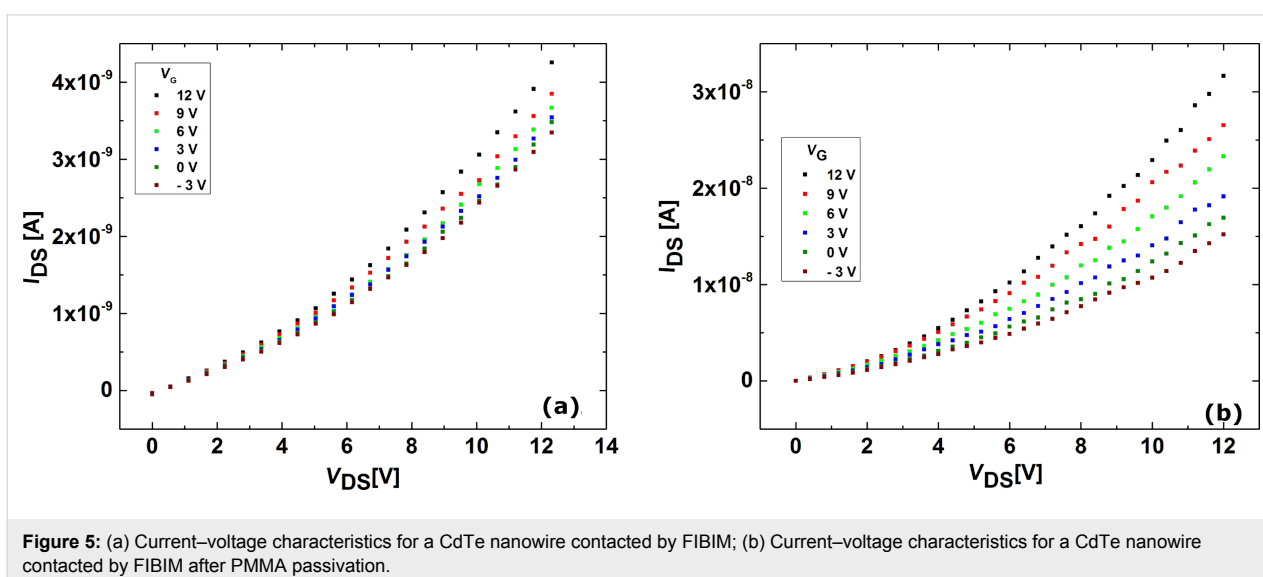 4x10⁻⁹
3x10⁻⁹
2x10⁻⁹
1x10⁻⁹
0
I_DS [A]
V_G
12 V
9 V
6 V
3 V
0 V
- 3 V
(a)
0 2 4 6 8 10 12 14
V_DS[V]
3x10⁻⁸
2x10⁻⁸
1x10⁻⁸
0
I_DS [A]
V_G
12 V
9 V
6 V
3 V
0 V
- 3 V
(b)
0 2 4 6 8 10 12
V_DS[V]
Figure 5: (a) Current–voltage characteristics for a CdTe nanowire contacted by FIBIM; (b) Current–voltage characteristics for a CdTe nanowire
contacted by FIBIM after PMMA passivation.